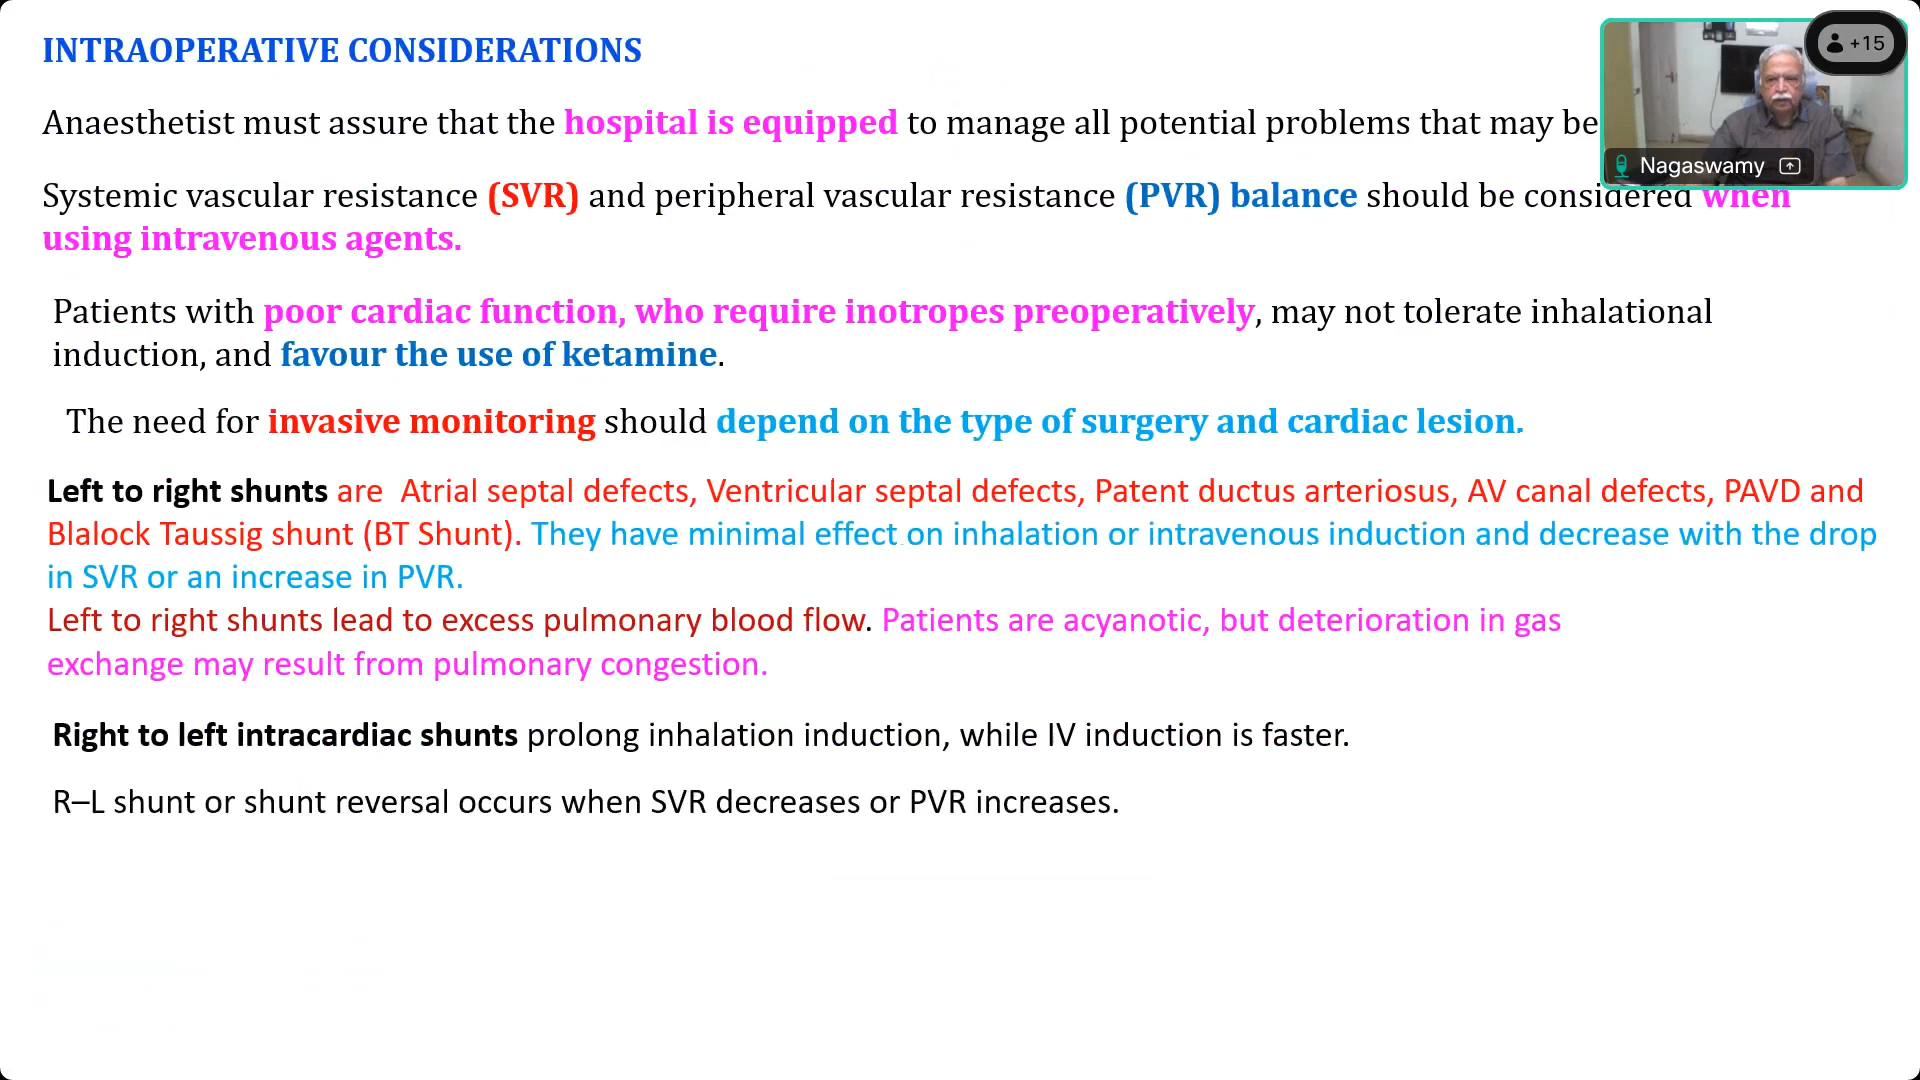 INTRAOPERATIVE CONSIDERATIONS
+15
Anaesthetist must assure that the hospital is equipped to manage all potential problems that may be
Nagaswamy
Systemic vascular resistance (SVR) and peripheral vascular resistance (PVR) balance should be considered when
using intravenous agents.
Patients with poor cardiac function, who require inotropes preoperatively, may not tolerate inhalational
induction, and favour the use of ketamine.
The need for invasive monitoring should depend on the type of surgery and cardiac lesion.
Left to right shunts are Atrial septal defects, Ventricular septal defects, Patent ductus arteriosus, AV canal defects, PAVD and
Blalock Taussig shunt (BT Shunt). They have minimal effect on inhalation or intravenous induction and decrease with the drop
in SVR or an increase in PVR.
Left to right shunts lead to excess pulmonary blood flow. Patients are acyanotic, but deterioration in gas
exchange may result from pulmonary congestion.
Right to left intracardiac shunts prolong inhalation induction, while IV induction is faster.
R–L shunt or shunt reversal occurs when SVR decreases or PVR increases.